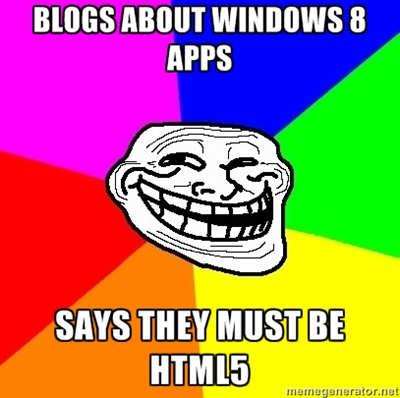 BLOGS ABOUT WINDOWS 8
APPS
SAYS THEY MUST BE
HTML5
memegenerator.net